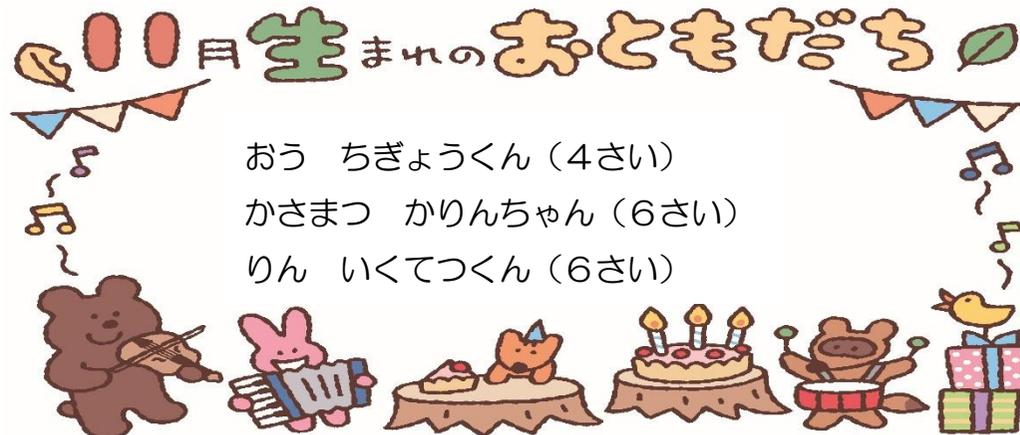 11月生まれのおともだち
おう　ちぎょうくん（４さい）
かさまつ　かりんちゃん（６さい）
りん　いくてつくん（６さい）